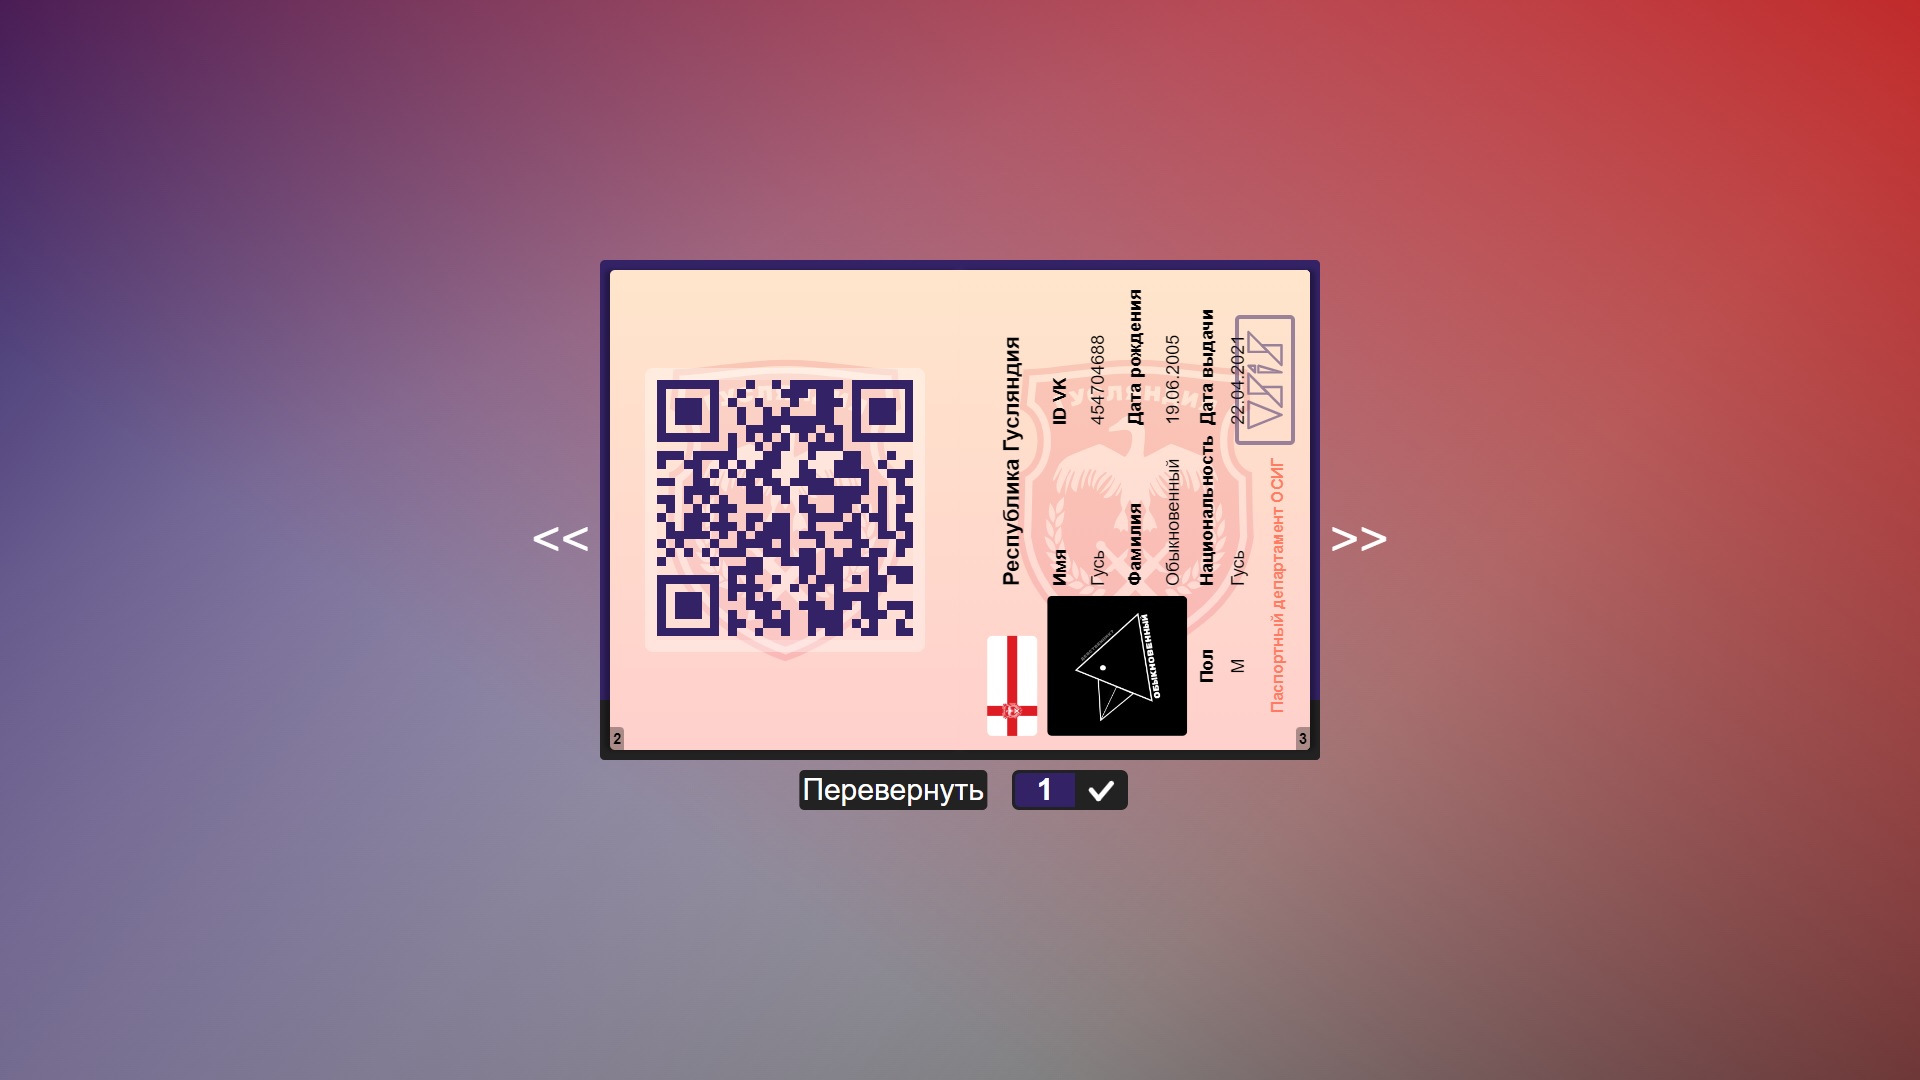 Республика Гусляндия
Имя
ID VK
Гусь
454704688
Фамилия
Дата рождения
Обыкновенный
19.06.2005
Пол
Национальность
Дата выдачи
М
Гусь
22.04.2021
Паспортный департамент ОСИГ
ОБЫКНОВЕННЫЙ
<<
>>
2
3
Перевернуть
1